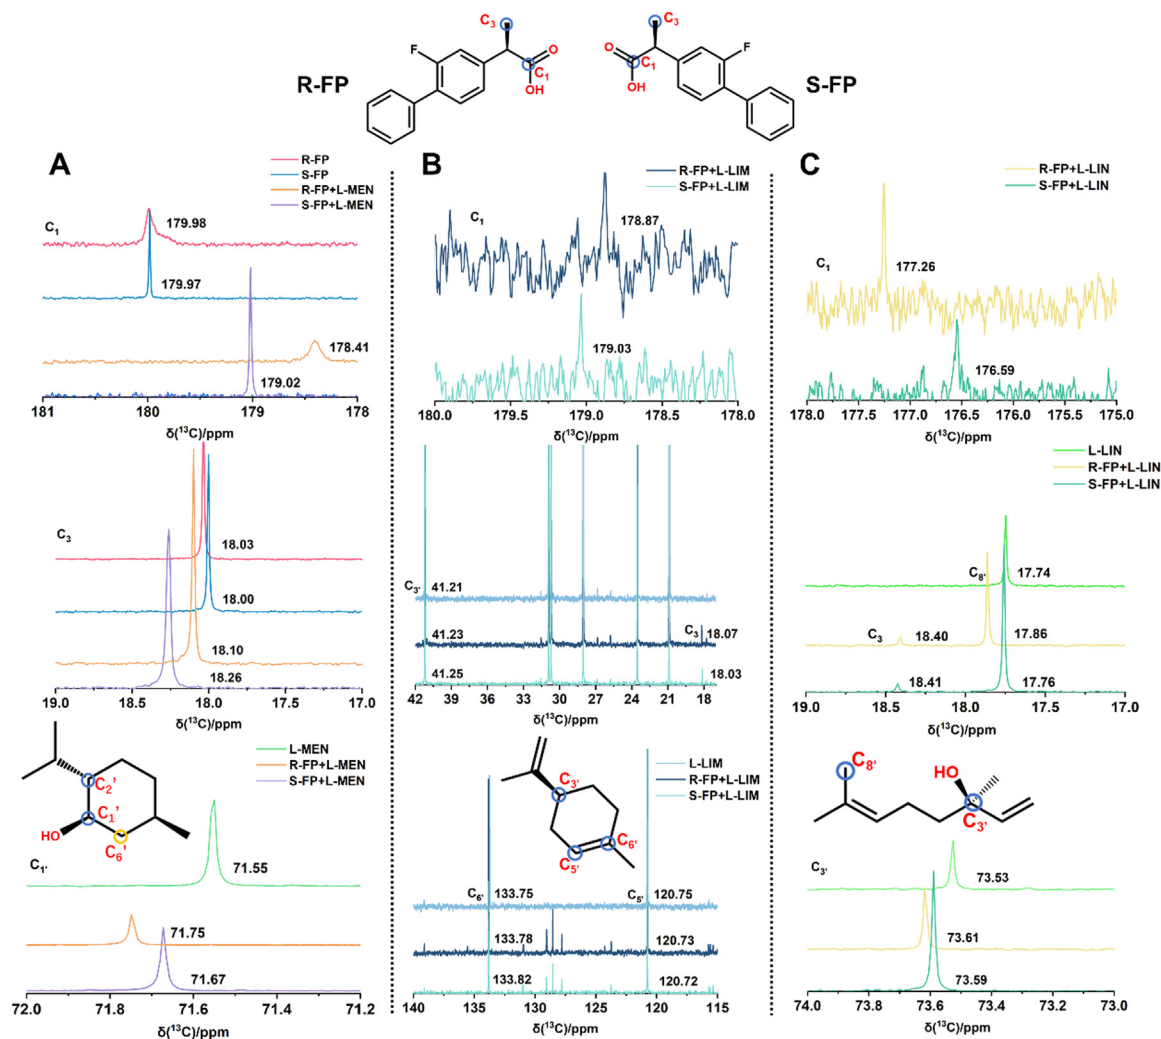 C₃
C₃
F
O
C₁
OH
R-FP
O
C₁
OH
F
S-FP
A
R-FP
S-FP
R-FP+L-MEN
S-FP+L-MEN
C₁
179.98
179.97
178.41
179.02
181
180
179
178
δ(¹³C)/ppm
C₃
18.03
18.00
18.10
18.26
19.0
18.5
18.0
17.5
17.0
δ(¹³C)/ppm
L-MEN
R-FP+L-MEN
S-FP+L-MEN
C₂'
C₁'
HO
C₆'
C₁'
71.55
71.75
71.67
72.0
71.8
71.6
71.4
71.2
δ(¹³C)/ppm
B
R-FP+L-LIM
S-FP+L-LIM
C₁
178.87
179.03
180.0
179.5
179.0
178.5
178.0
δ(¹³C)/ppm
C₃'
41.21
41.23
C₃
18.07
41.25
18.03
42
39
36
33
30
27
24
21
18
δ(¹³C)/ppm
L-LIM
R-FP+L-LIM
S-FP+L-LIM
C₃'
C₆'
C₅'
C₆'
133.75
C₅'
120.75
133.78
120.73
133.82
120.72
140
135
130
125
120
115
δ(¹³C)/ppm
C
R-FP+L-LIN
S-FP+L-LIN
C₁
177.26
176.59
178.0
177.5
177.0
176.5
176.0
175.5
175.0
δ(¹³C)/ppm
L-LIN
R-FP+L-LIN
S-FP+L-LIN
C₈'
17.74
C₃
18.40
17.86
18.41
17.76
19.0
18.5
18.0
17.5
17.0
δ(¹³C)/ppm
C₈'
HO
C₃'
C₃'
73.53
73.61
73.59
74.0
73.8
73.6
73.4
73.2
73.0
δ(¹³C)/ppm